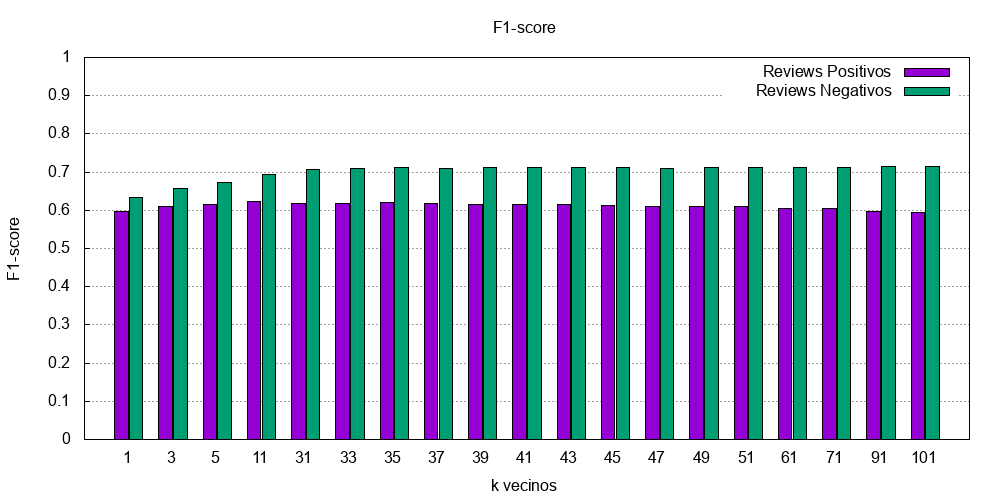 F1-score
Reviews Positivos
Reviews Negativos
1
0.9
0.8
0.7
0.6
0.5
0.4
0.3
0.2
0.1
0
F1-score
1 3 5 11 31 33 35 37 39 41 43 45 47 49 51 61 71 91 101
k vecinos